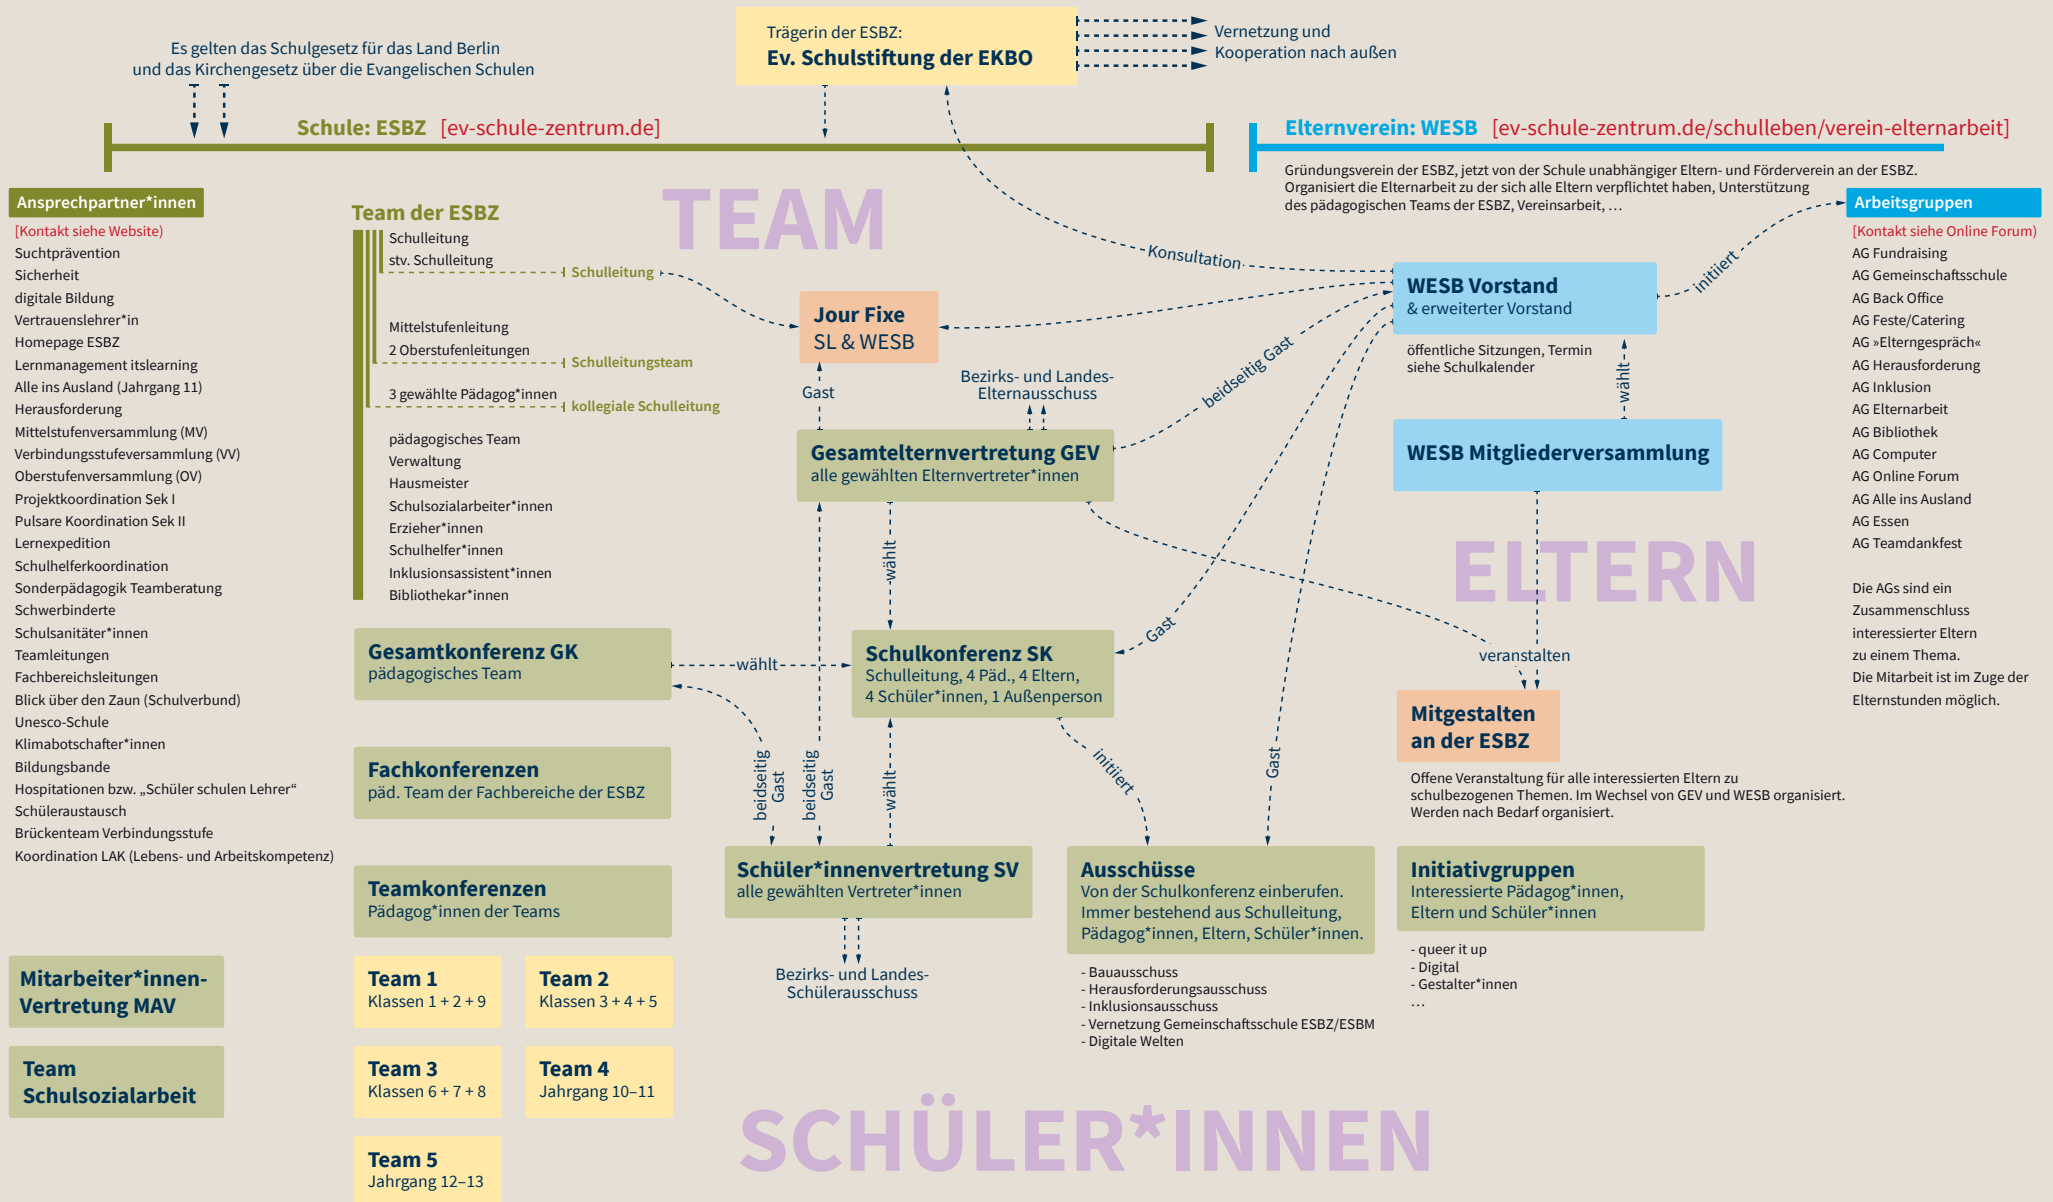 Es gelten das Schulgesetz für das Land Berlin
und das Kirchengesetz über die Evangelischen Schulen
Trägerin der ESBZ:
Ev. Schulstiftung der EKBO
Vernetzung und
Kooperation nach außen
Schule: ESBZ [ev-schule-zentrum.de]
Elternverein: WESB [ev-schule-zentrum.de/schulleben/verein-elternarbeit]
Gründungsverein der ESBZ, jetzt von der Schule unabhängiger Eltern- und Förderverein an der ESBZ.
Organisiert die Elternarbeit zu der sich alle Eltern verpflichtet haben, Unterstützung
des pädagogischen Teams der ESBZ, Vereinsarbeit, …
Ansprechpartner*innen
[Kontakt siehe Website)
Suchtprävention
Sicherheit
digitale Bildung
Vertrauenslehrer*in
Homepage ESBZ
Lernmanagement itslearning
Alle ins Ausland (Jahrgang 11)
Herausforderung
Mittelstufenversammlung (MV)
Verbindungsstufeversammlung (VV)
Oberstufenversammlung (OV)
Projektkoordination Sek I
Pulsare Koordination Sek II
Lernexpedition
Schulhelferkoordination
Sonderpädagogik Teamberatung
Schwerbinderte
Schulsanitäter*innen
Teamleitungen
Fachbereichsleitungen
Blick über den Zaun (Schulverbund)
Unesco-Schule
Klimabotschafter*innen
Bildungsbande
Hospitationen bzw. „Schüler schulen Lehrer“
Schüleraustausch
Brückenteam Verbindungsstufe
Koordination LAK (Lebens- und Arbeitskompetenz)
Mitarbeiter*innen-
Vertretung MAV
Team
Schulsozialarbeit
Team der ESBZ
Schulleitung
stv. Schulleitung
Schulleitung
Mittelstufenleitung
2 Oberstufenleitungen
Schulleitungsteam
3 gewählte Pädagog*innen
kollegiale Schulleitung
pädagogisches Team
Verwaltung
Hausmeister
Schulsozialarbeiter*innen
Erzieher*innen
Schulhelfer*innen
Inklusionsassistent*innen
Bibliothekar*innen
Gesamtkonferenz GK
pädagogisches Team
Fachkonferenzen
päd. Team der Fachbereiche der ESBZ
Teamkonferenzen
Pädagog*innen der Teams
Team 1
Klassen 1 + 2 + 9
Team 2
Klassen 3 + 4 + 5
Team 3
Klassen 6 + 7 + 8
Team 4
Jahrgang 10–11
Team 5
Jahrgang 12–13
TEAM
Jour Fixe
SL & WESB
Gast
Bezirks- und Landes-
Elternausschuss
Gesamtelternvertretung GEV
alle gewählten Elternvertreter*innen
wählt
wählt
Schulkonferenz SK
Schulleitung, 4 Päd., 4 Eltern,
4 Schüler*innen, 1 Außenperson
beidseitig
Gast
beidseitig
Gast
wählt
initiiert
Schüler*innenvertretung SV
alle gewählten Vertreter*innen
Bezirks- und Landes-
Schülerausschuss
Ausschüsse
Von der Schulkonferenz einberufen.
Immer bestehend aus Schulleitung,
Pädagog*innen, Eltern, Schüler*innen.
- Bauausschuss
- Herausforderungsausschuss
- Inklusionsausschuss
- Vernetzung Gemeinschaftsschule ESBZ/ESBM
- Digitale Welten
SCHÜLER*INNEN
Konsultation
beidseitig Gast
Gast
Gast
WESB Vorstand
& erweiterter Vorstand
öffentliche Sitzungen, Termin
siehe Schulkalender
wählt
initiiert
WESB Mitgliederversammlung
ELTERN
veranstalten
Mitgestalten
an der ESBZ
Offene Veranstaltung für alle interessierten Eltern zu
schulbezogenen Themen. Im Wechsel von GEV und WESB organisiert.
Werden nach Bedarf organisiert.
Initiativgruppen
Interessierte Pädagog*innen,
Eltern und Schüler*innen
- queer it up
- Digital
- Gestalter*innen
…
Arbeitsgruppen
[Kontakt siehe Online Forum)
AG Fundraising
AG Gemeinschaftsschule
AG Back Office
AG Feste/Catering
AG »Elterngespräch«
AG Herausforderung
AG Inklusion
AG Elternarbeit
AG Bibliothek
AG Computer
AG Online Forum
AG Alle ins Ausland
AG Essen
AG Teamdankfest
Die AGs sind ein
Zusammenschluss
interessierter Eltern
zu einem Thema.
Die Mitarbeit ist im Zuge der
Elternstunden möglich.